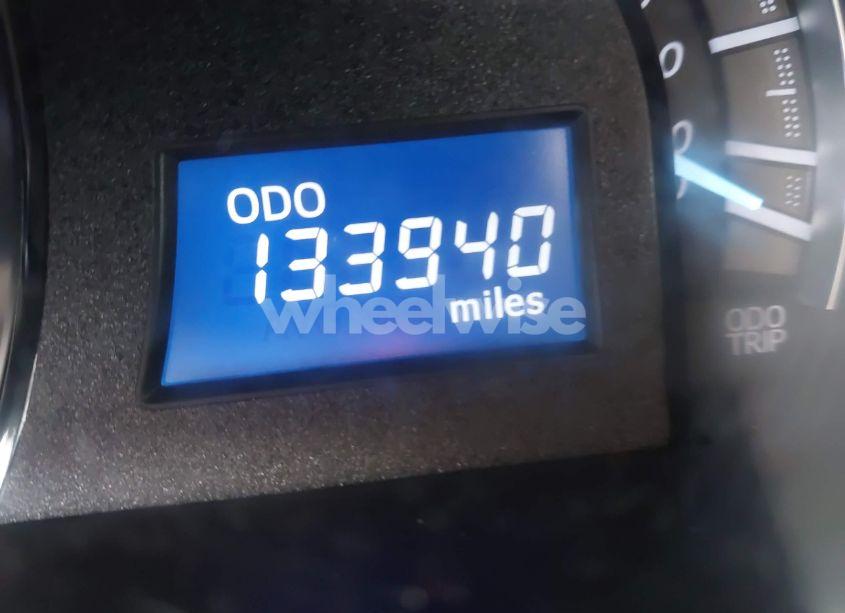 ODO
133940
miles
wheelwise
ODO
TRIP